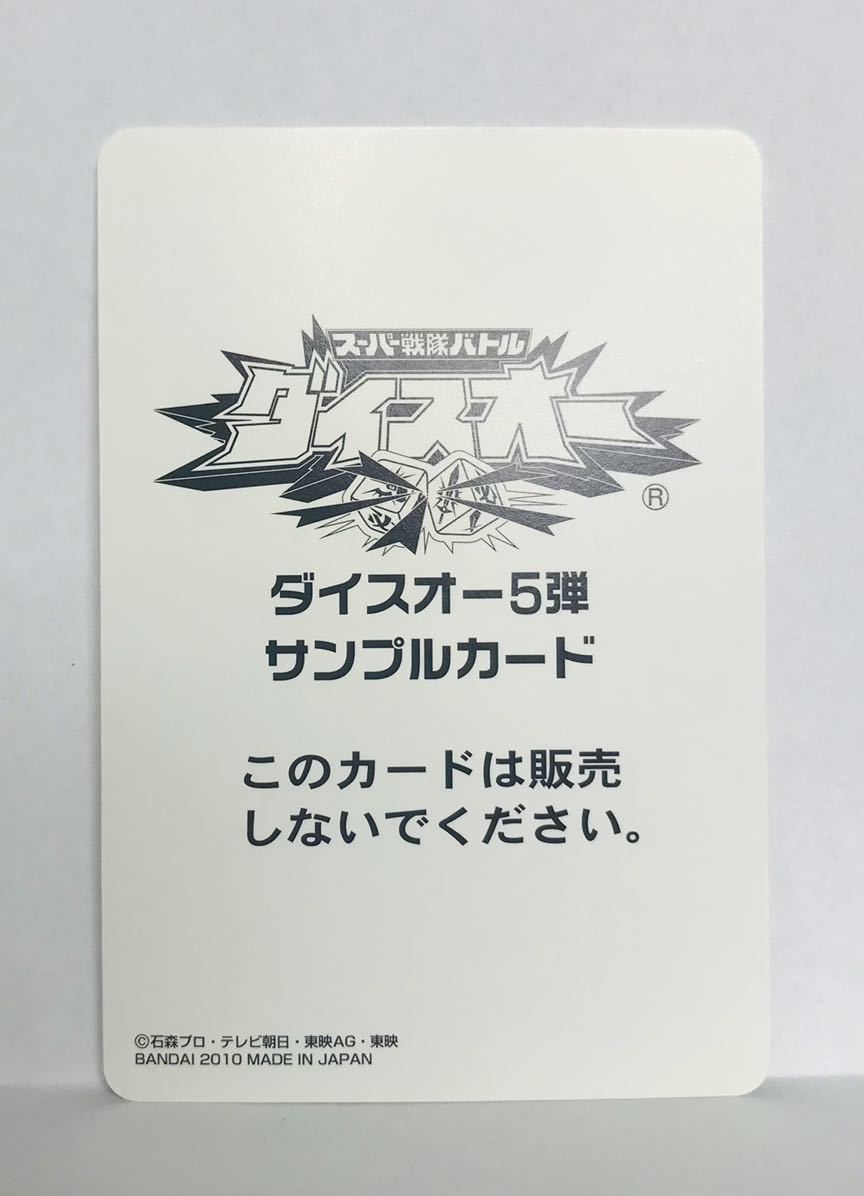 スーパー戦隊バトル
ダイスオー
®
ダイスオー5弾
サンプルカード
このカードは販売
しないでください。
©石森プロ・テレビ朝日・東映AG・東映
BANDAI 2010 MADE IN JAPAN